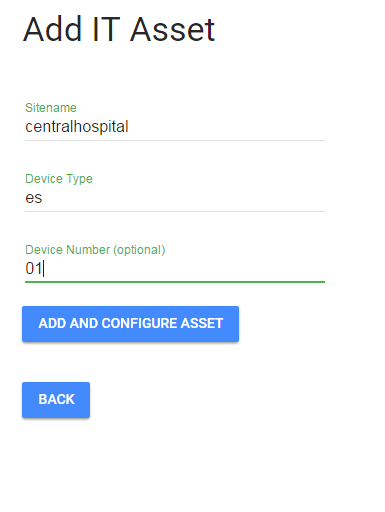 Add IT Asset
Sitename
centralhospital
Device Type
es
Device Number (optional)
01
ADD AND CONFIGURE ASSET
BACK